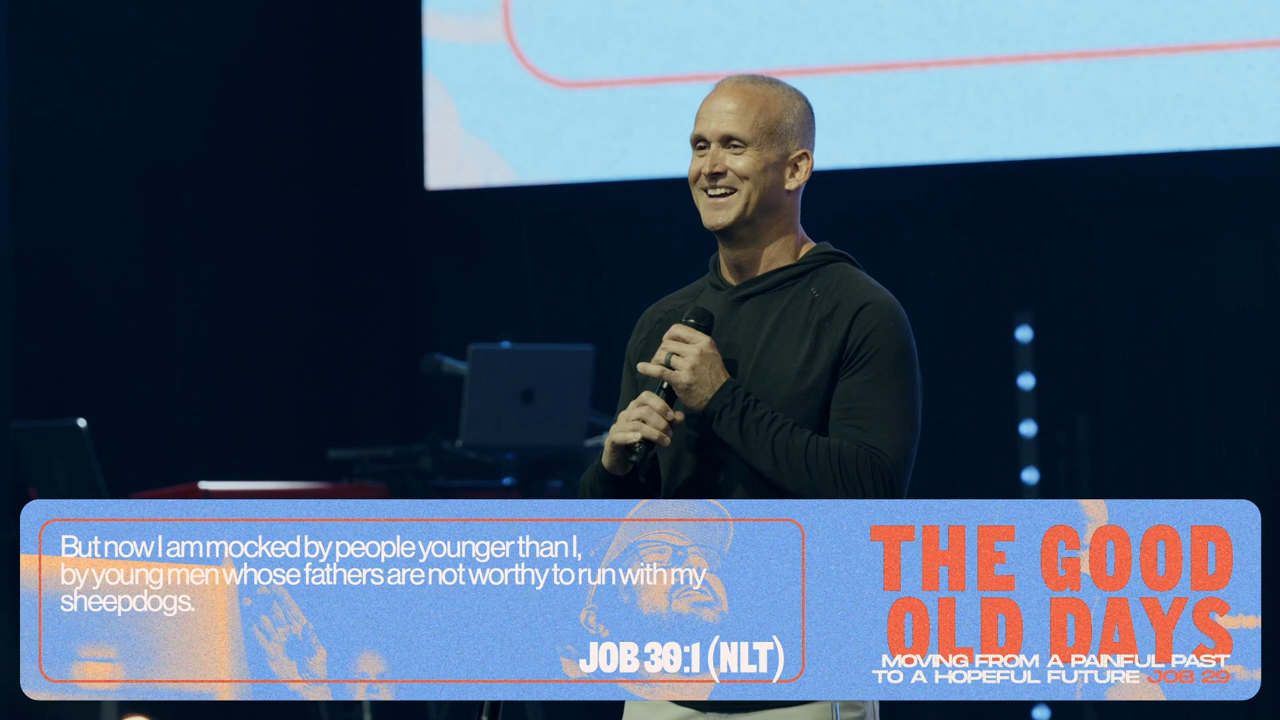 But now I am mocked by people younger than I,
by young men whose fathers are not worthy to run with my
sheepdogs.
JOB 30:1 (NLT)
THE GOOD
OLD DAYS
MOVING FROM A PAINFUL PAST
TO A HOPEFUL FUTURE JOB 29